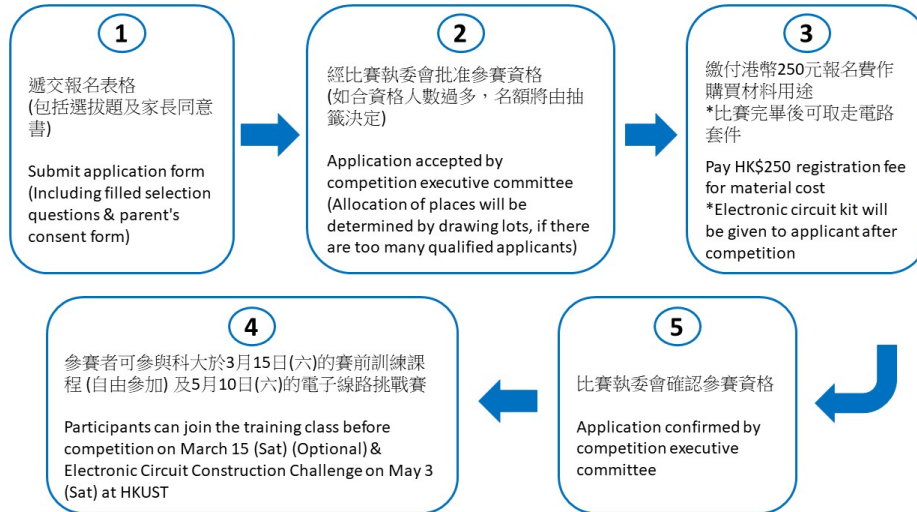 1
遞交報名表格
(包括選拔題及家長同意
書)
Submit application form
(Including filled selection
questions & parent's
consent form)
2
經比賽執委會批准參賽資格
(如合資格人數過多，名額將由抽
籤決定)
Application accepted by
competition executive committee
(Allocation of places will be
determined by drawing lots, if there
are too many qualified applicants)
3
繳付港幣250元報名費作
購買材料用途
*比賽完畢後可取走電路
套件
Pay HK$250 registration fee
for material cost
*Electronic circuit kit will
be given to applicant after
competition
4
參賽者可參與科大於3月15日(六)的賽前訓練課
程 (自由參加) 及5月10日(六)的電子線路挑戰賽
Participants can join the training class before
competition on March 15 (Sat) (Optional) &
Electronic Circuit Construction Challenge on May 3
(Sat) at HKUST
5
比賽執委會確認參賽資格
Application confirmed by
competition executive
committee